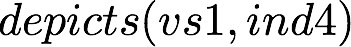 depicts(vs1, ind4)